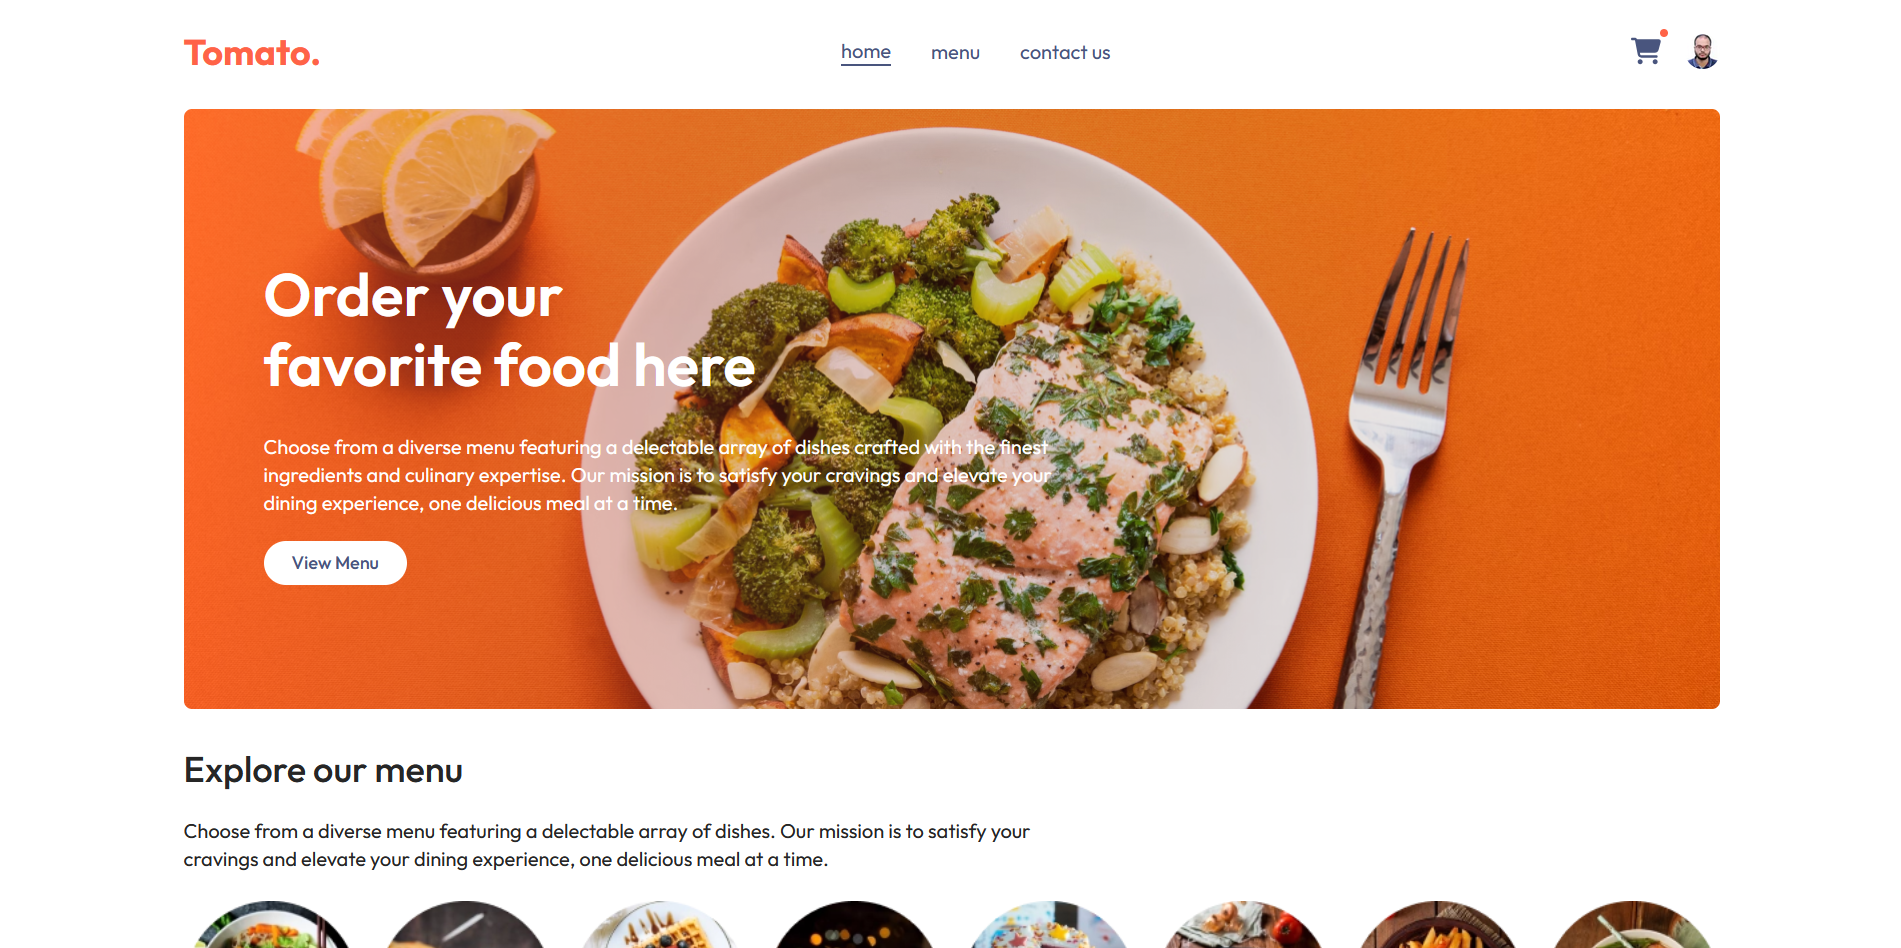 Tomato.
home
menu
contact us
Order your
favorite food here
Choose from a diverse menu featuring a delectable array of dishes crafted with the finest
ingredients and culinary expertise. Our mission is to satisfy your cravings and elevate your
dining experience, one delicious meal at a time.
View Menu
Explore our menu
Choose from a diverse menu featuring a delectable array of dishes. Our mission is to satisfy your
cravings and elevate your dining experience, one delicious meal at a time.